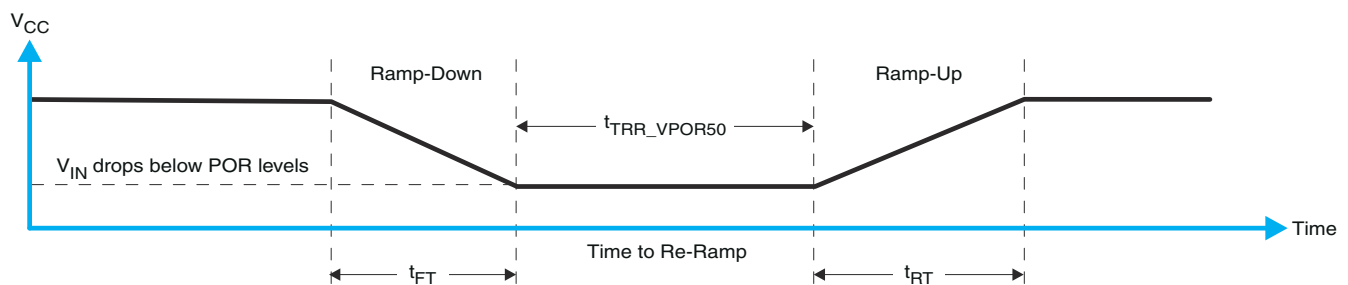 VCC
Ramp-Down
Ramp-Up
tTRR_VPOR50
VIN drops below POR levels
Time
Time to Re-Ramp
tFT
tRT